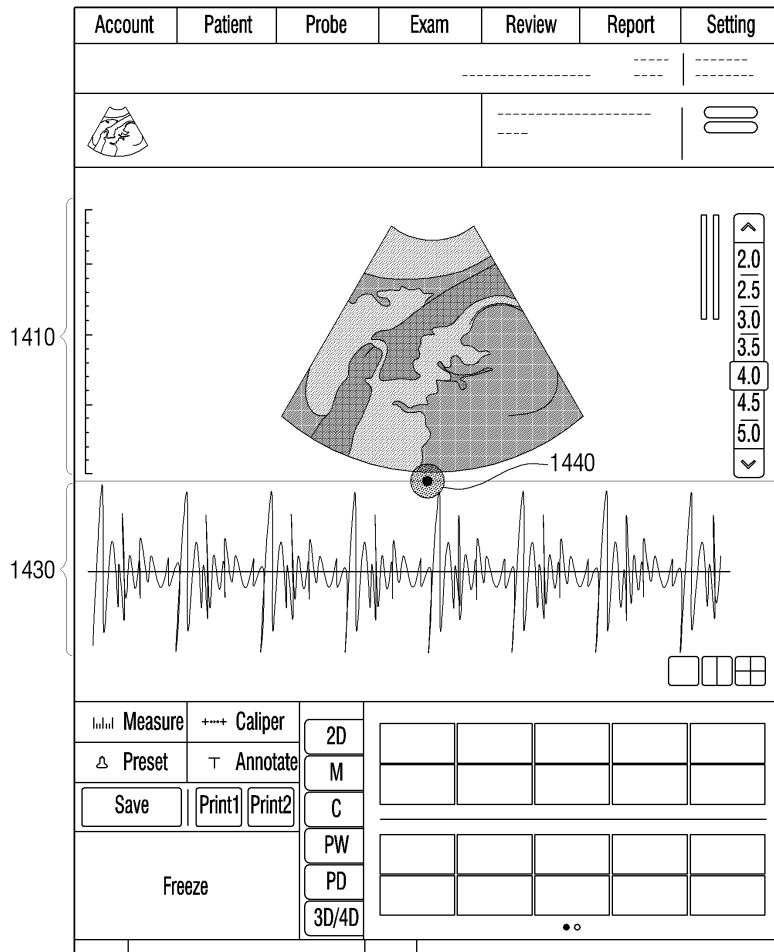 Account Patient Probe Exam Review Report Setting
2.0
2.5
3.0
1410
3.5
4.0
4.5
5.0
1440
1430
Measure Caliper
2D
Preset Annotate
M
Save Print1 Print2
C
PW
Freeze
PD
3D/4D